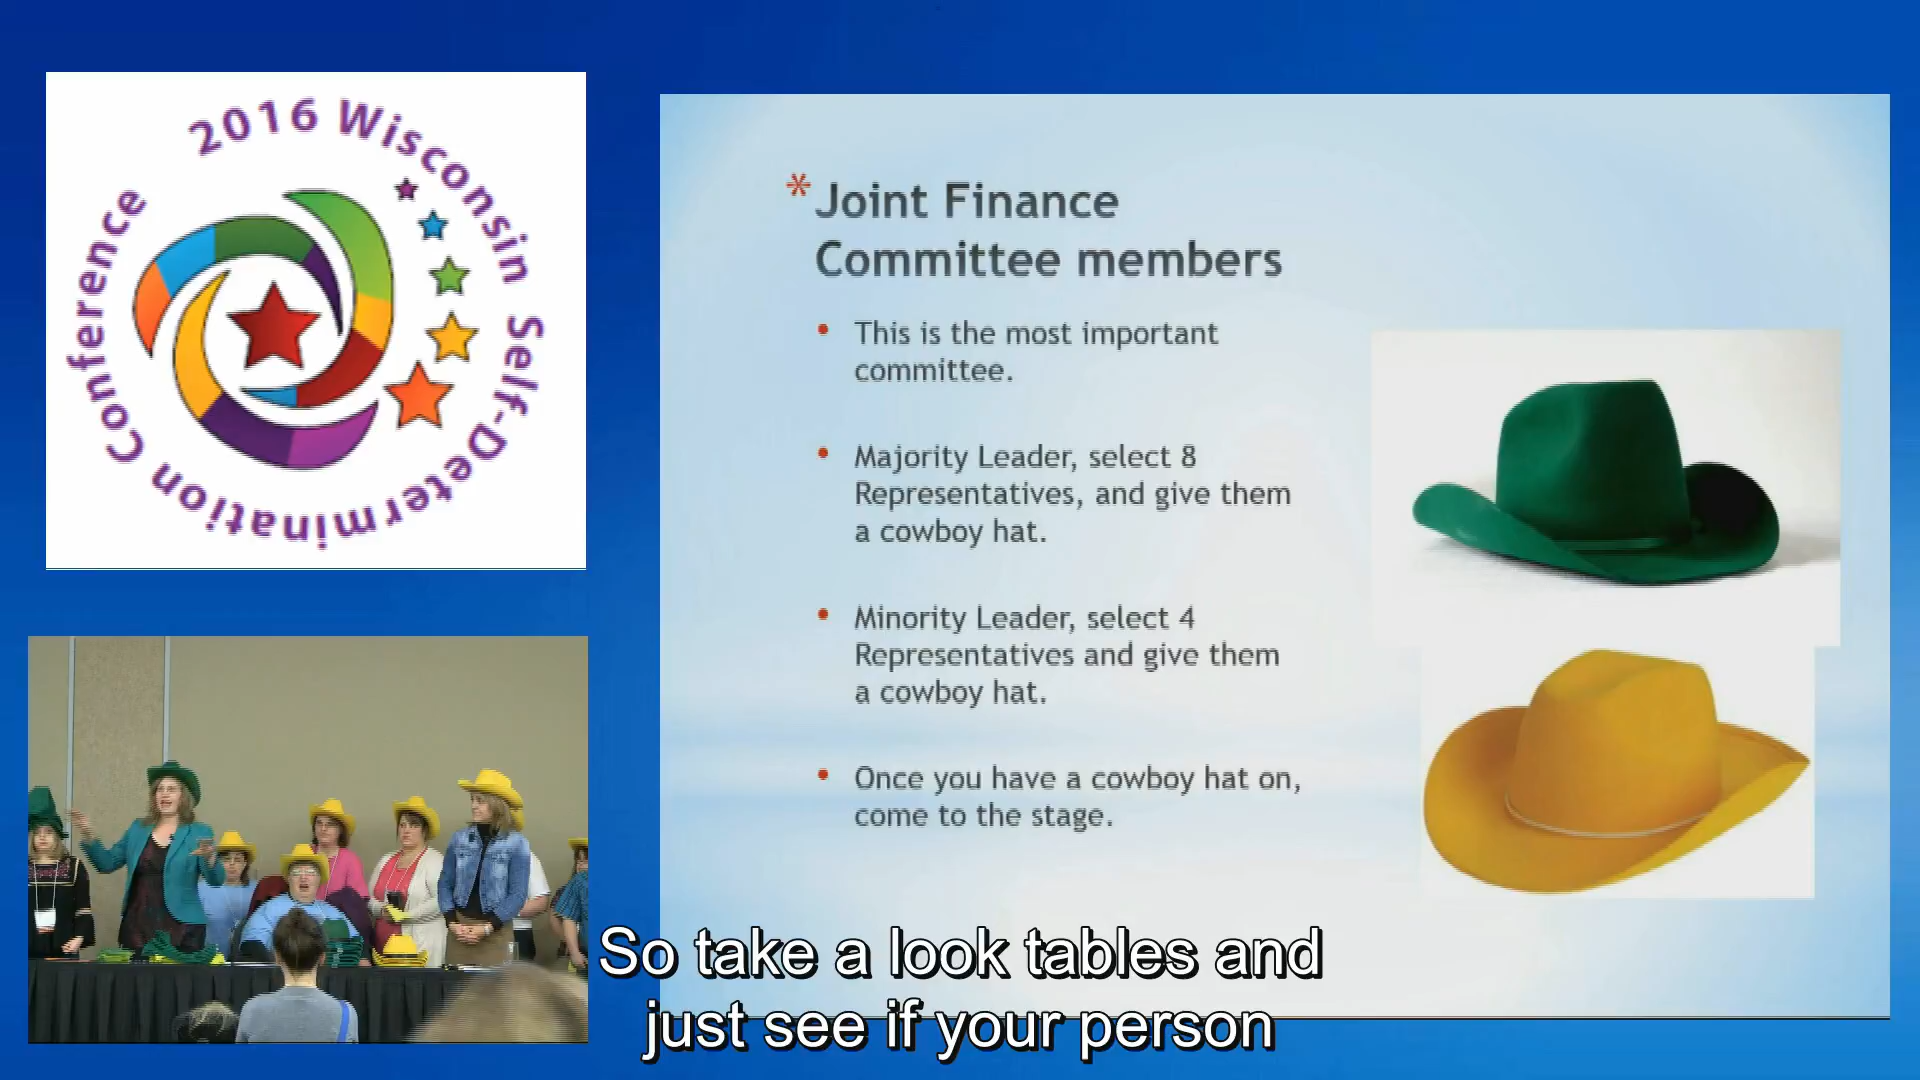 2016 Wisconsin Self-Determination Conference
* Joint Finance
Committee members
• This is the most important
committee.
• Majority Leader, select 8
Representatives, and give them
a cowboy hat.
• Minority Leader, select 4
Representatives and give them
a cowboy hat.
• Once you have a cowboy hat on,
come to the stage.
So take a look tables and
just see if your person